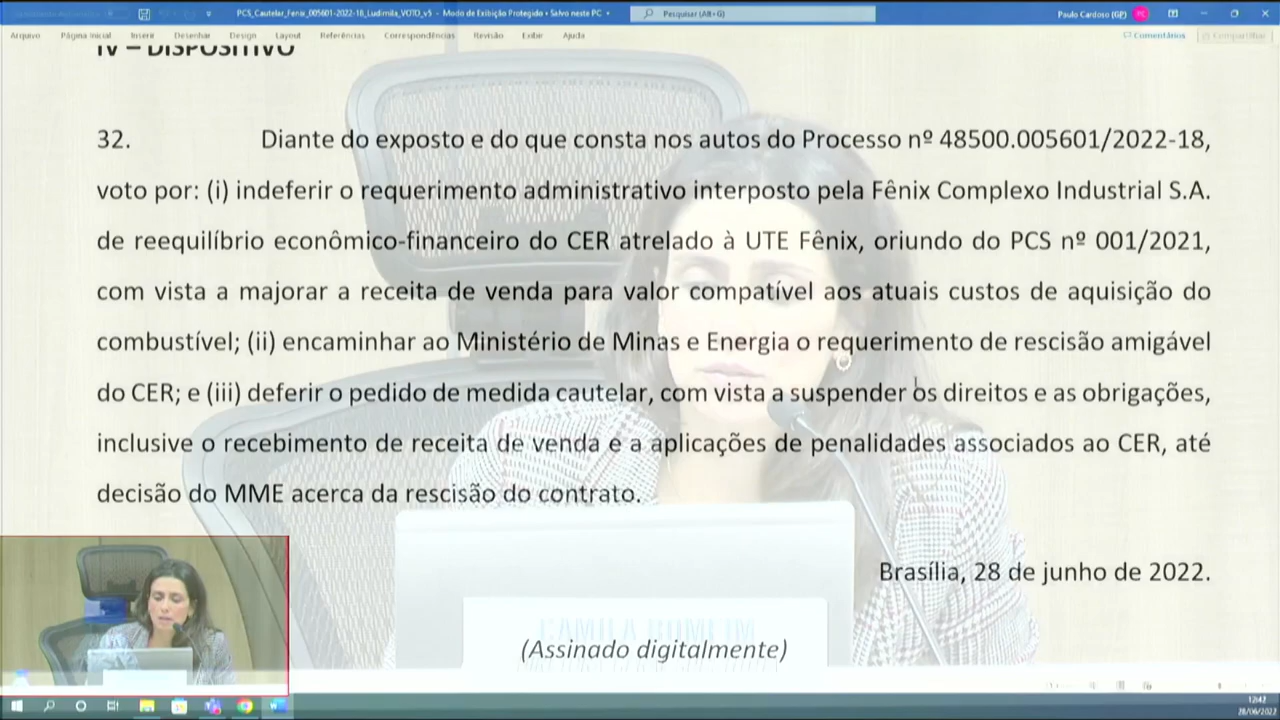 PCS_Cautelar_Fenix_005601-2022-18_Ludimila_VOTO_v5 - Modo de Exibição Protegido • Salvo neste PC
Pesquisar (Alt+G)
Paulo Cardoso (GP)
Arquivo Página Inicial Inserir Desenhar Design Layout Referências Correspondências Revisão Exibir Ajuda
Comentários Compartilhar
IV – DISPOSITIVO
32. Diante do exposto e do que consta nos autos do Processo nº 48500.005601/2022-18,
voto por: (i) indeferir o requerimento administrativo interposto pela Fênix Complexo Industrial S.A.
de reequilíbrio econômico-financeiro do CER atrelado à UTE Fênix, oriundo do PCS nº 001/2021,
com vista a majorar a receita de venda para valor compatível aos atuais custos de aquisição do
combustível; (ii) encaminhar ao Ministério de Minas e Energia o requerimento de rescisão amigável
do CER; e (iii) deferir o pedido de medida cautelar, com vista a suspender os direitos e as obrigações,
inclusive o recebimento de receita de venda e a aplicações de penalidades associados ao CER, até
decisão do MME acerca da rescisão do contrato.
Brasília, 28 de junho de 2022.
(Assinado digitalmente)
12:42
28/06/2022